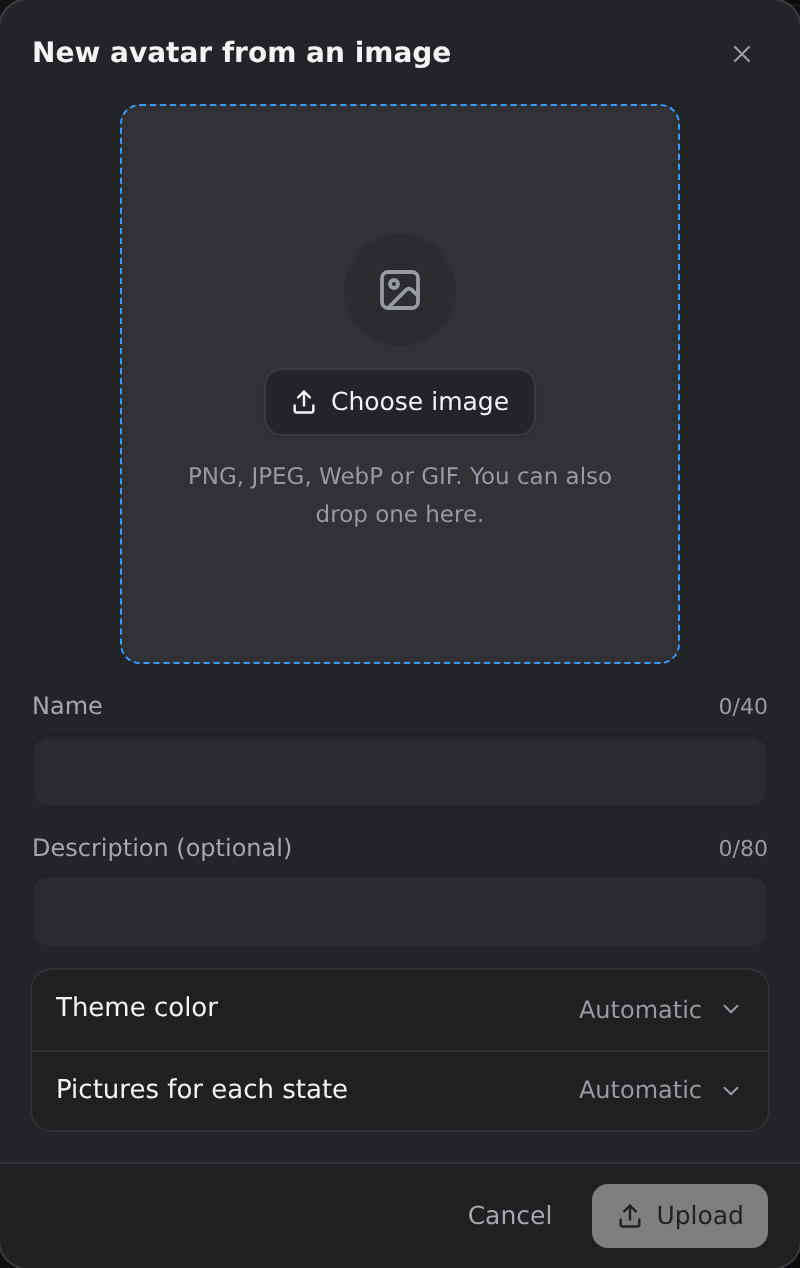 New avatar from an image
Choose image
PNG, JPEG, WebP or GIF. You can also
drop one here.
Name 0/40
Description (optional) 0/80
Theme color Automatic
Pictures for each state Automatic
Cancel Upload